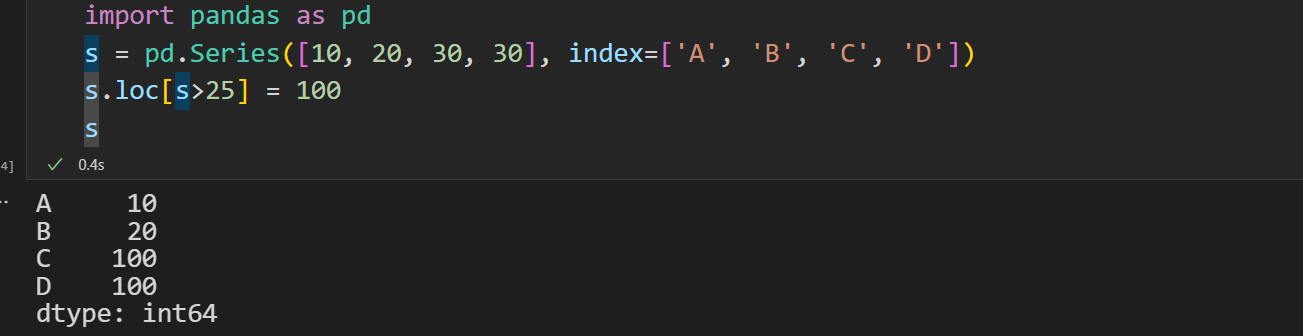 import pandas as pd
s = pd.Series([10, 20, 30, 30], index=['A', 'B', 'C', 'D'])
s.loc[s>25] = 100
s
4]
0.4s
A 10
B 20
C 100
D 100
dtype: int64